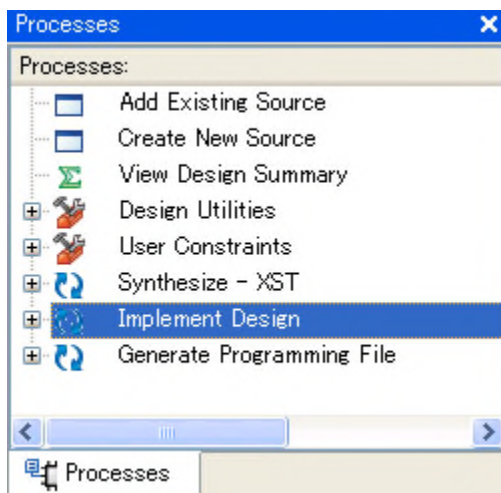 Processes
Processes:
Add Existing Source
Create New Source
View Design Summary
Design Utilities
User Constraints
Synthesize - XST
Implement Design
Generate Programming File
Processes